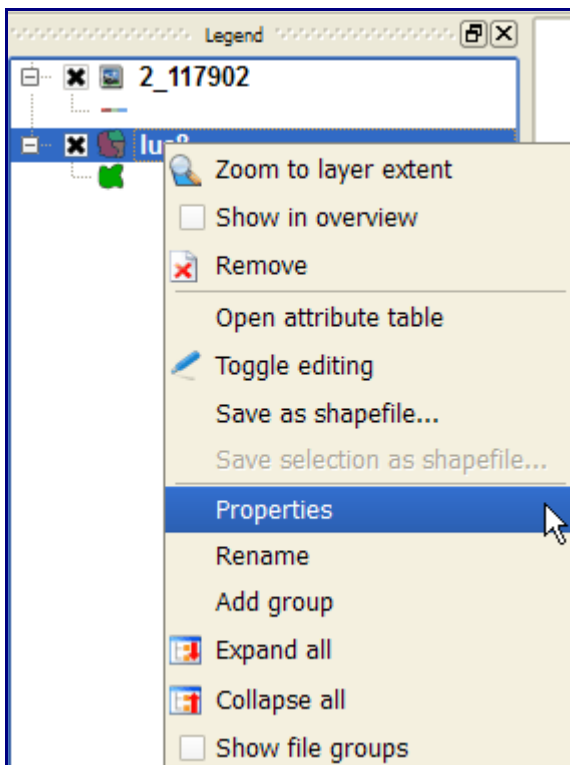 Legend
2_117902
Zoom to layer extent
Show in overview
Remove
Open attribute table
Toggle editing
Save as shapefile...
Save selection as shapefile...
Properties
Rename
Add group
Expand all
Collapse all
Show file groups